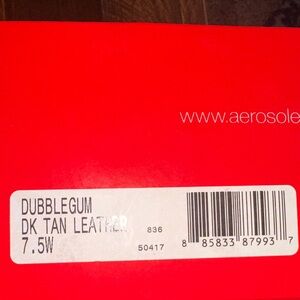 www.aerosole
DUBBLEGUM
DK TAN LEATHER 836
7.5W 50417
8 85833 87993 7